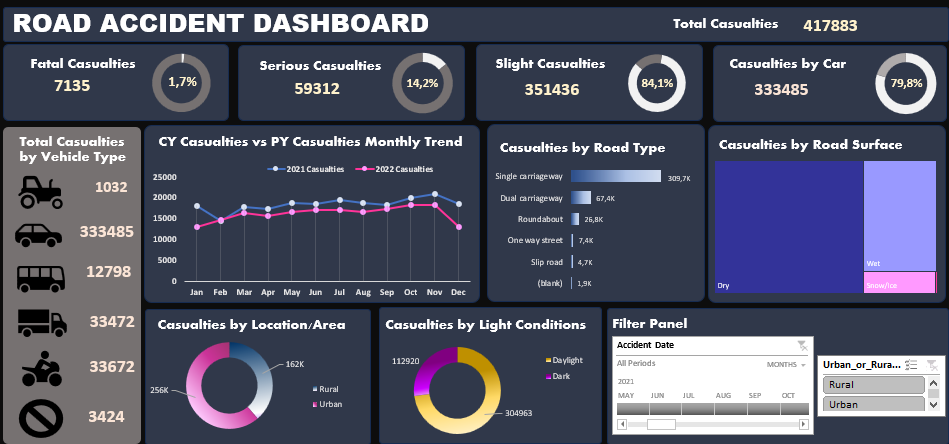 ROAD ACCIDENT DASHBOARD
Total Casualties 417883
Fatal Casualties
7135
1,7%
Serious Casualties
59312
14,2%
Slight Casualties
351436
84,1%
Casualties by Car
333485
79,8%
Total Casualties
by Vehicle Type
1032
333485
12798
33472
33672
3424
CY Casualties vs PY Casualties Monthly Trend
2021 Casualties 2022 Casualties
25000
20000
15000
10000
5000
0
Jan Feb Mar Apr May Jun Jul Aug Sep Oct Nov Dec
Casualties by Road Type
Single carriageway 309,7K
Dual carriageway 67,4K
Roundabout 26,8K
One way street 7,4K
Slip road 4,7K
(blank) 1,9K
Casualties by Road Surface
Dry
Wet
Snow/Ice
Casualties by Location/Area
162K
256K
Rural
Urban
Casualties by Light Conditions
112920
304963
Daylight
Dark
Filter Panel
Accident Date
All Periods MONTHS
2021
MAY JUN JUL AUG SEP OCT
Urban_or_Rura...
Rural
Urban